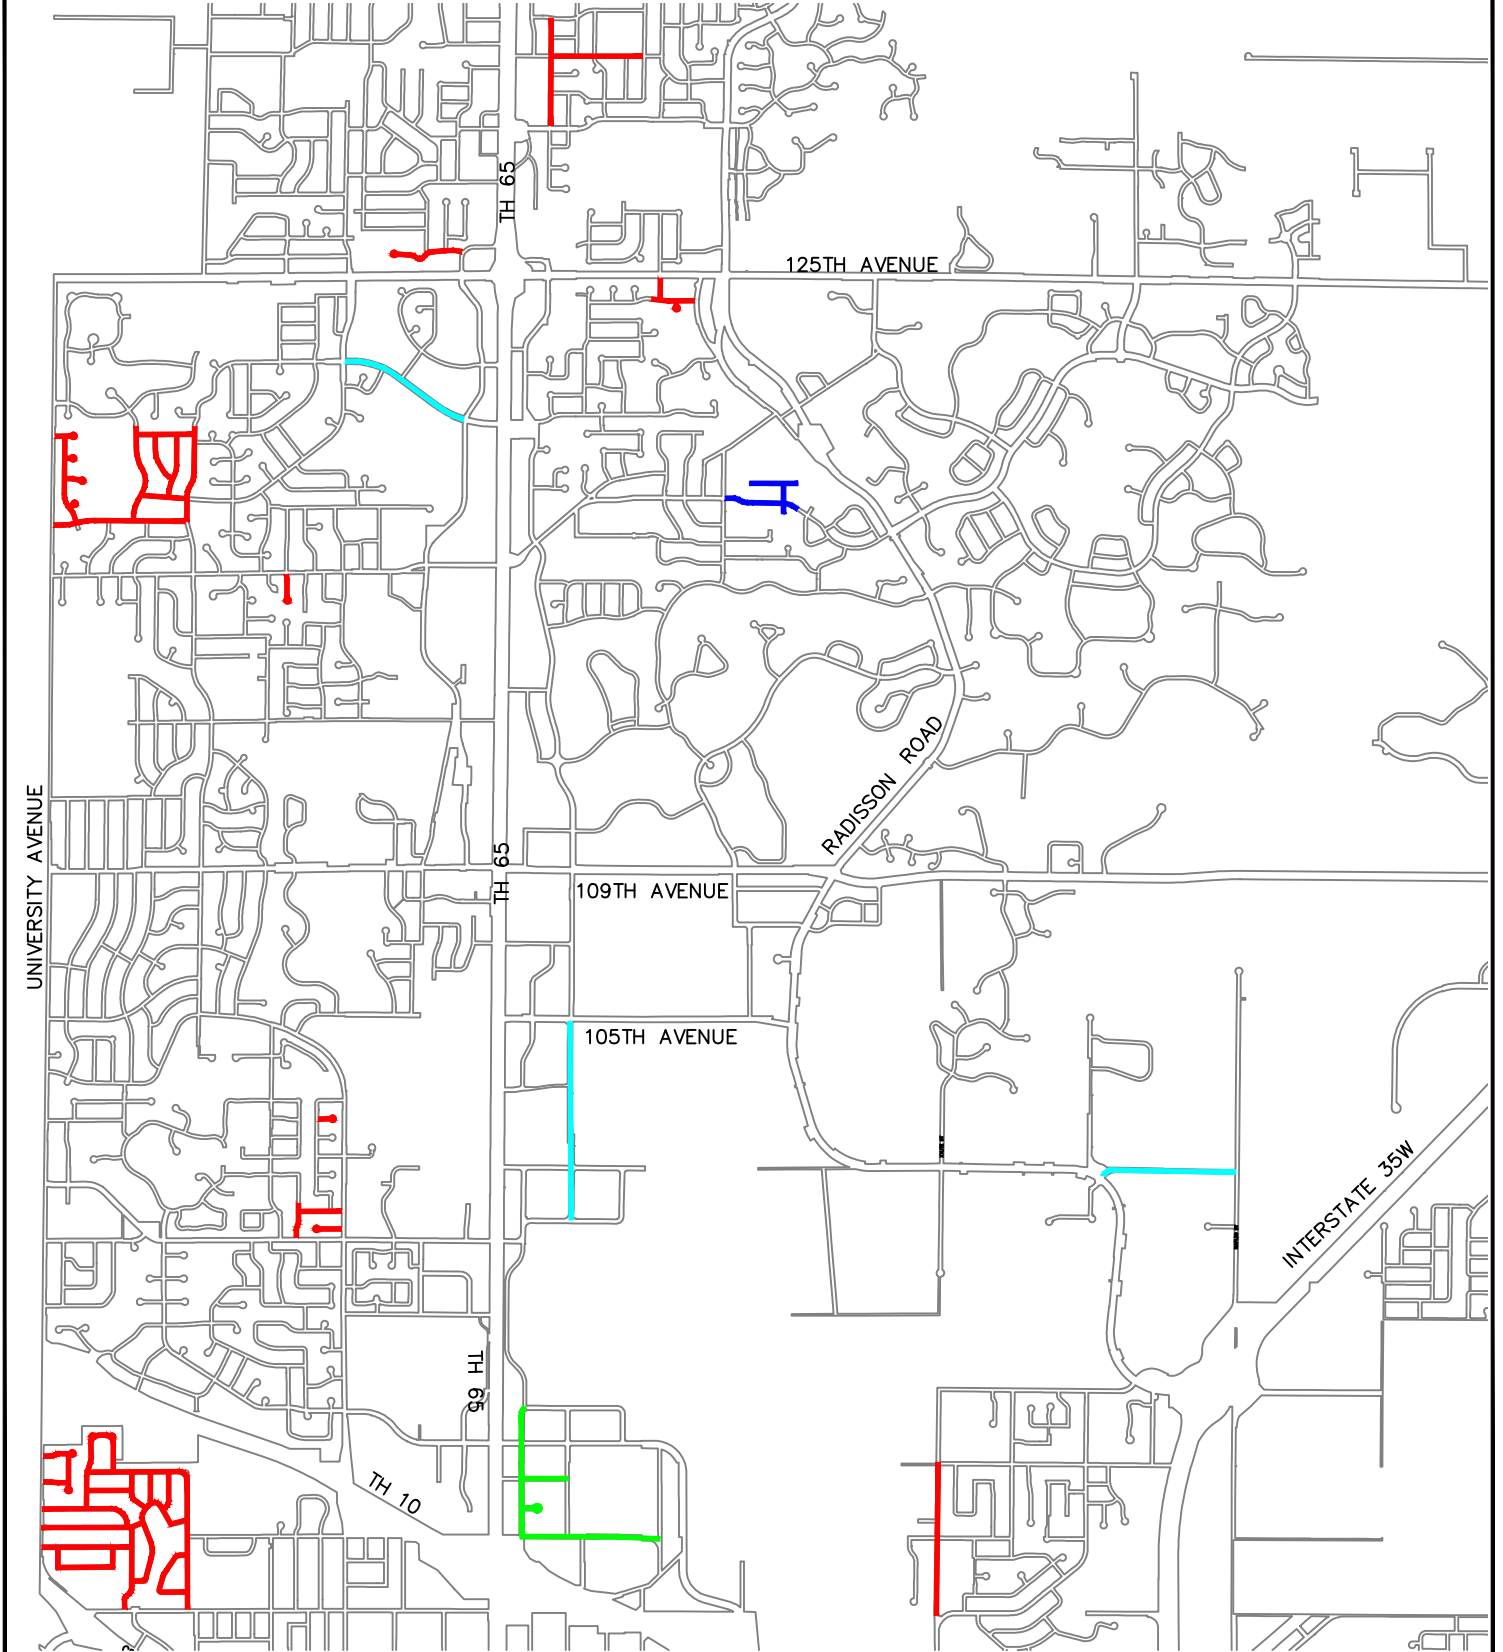 TH 65
125TH AVENUE
RADISSON ROAD
UNIVERSITY AVENUE
TH 65
109TH AVENUE
105TH AVENUE
INTERSTATE 35W
TH 65
TH 10